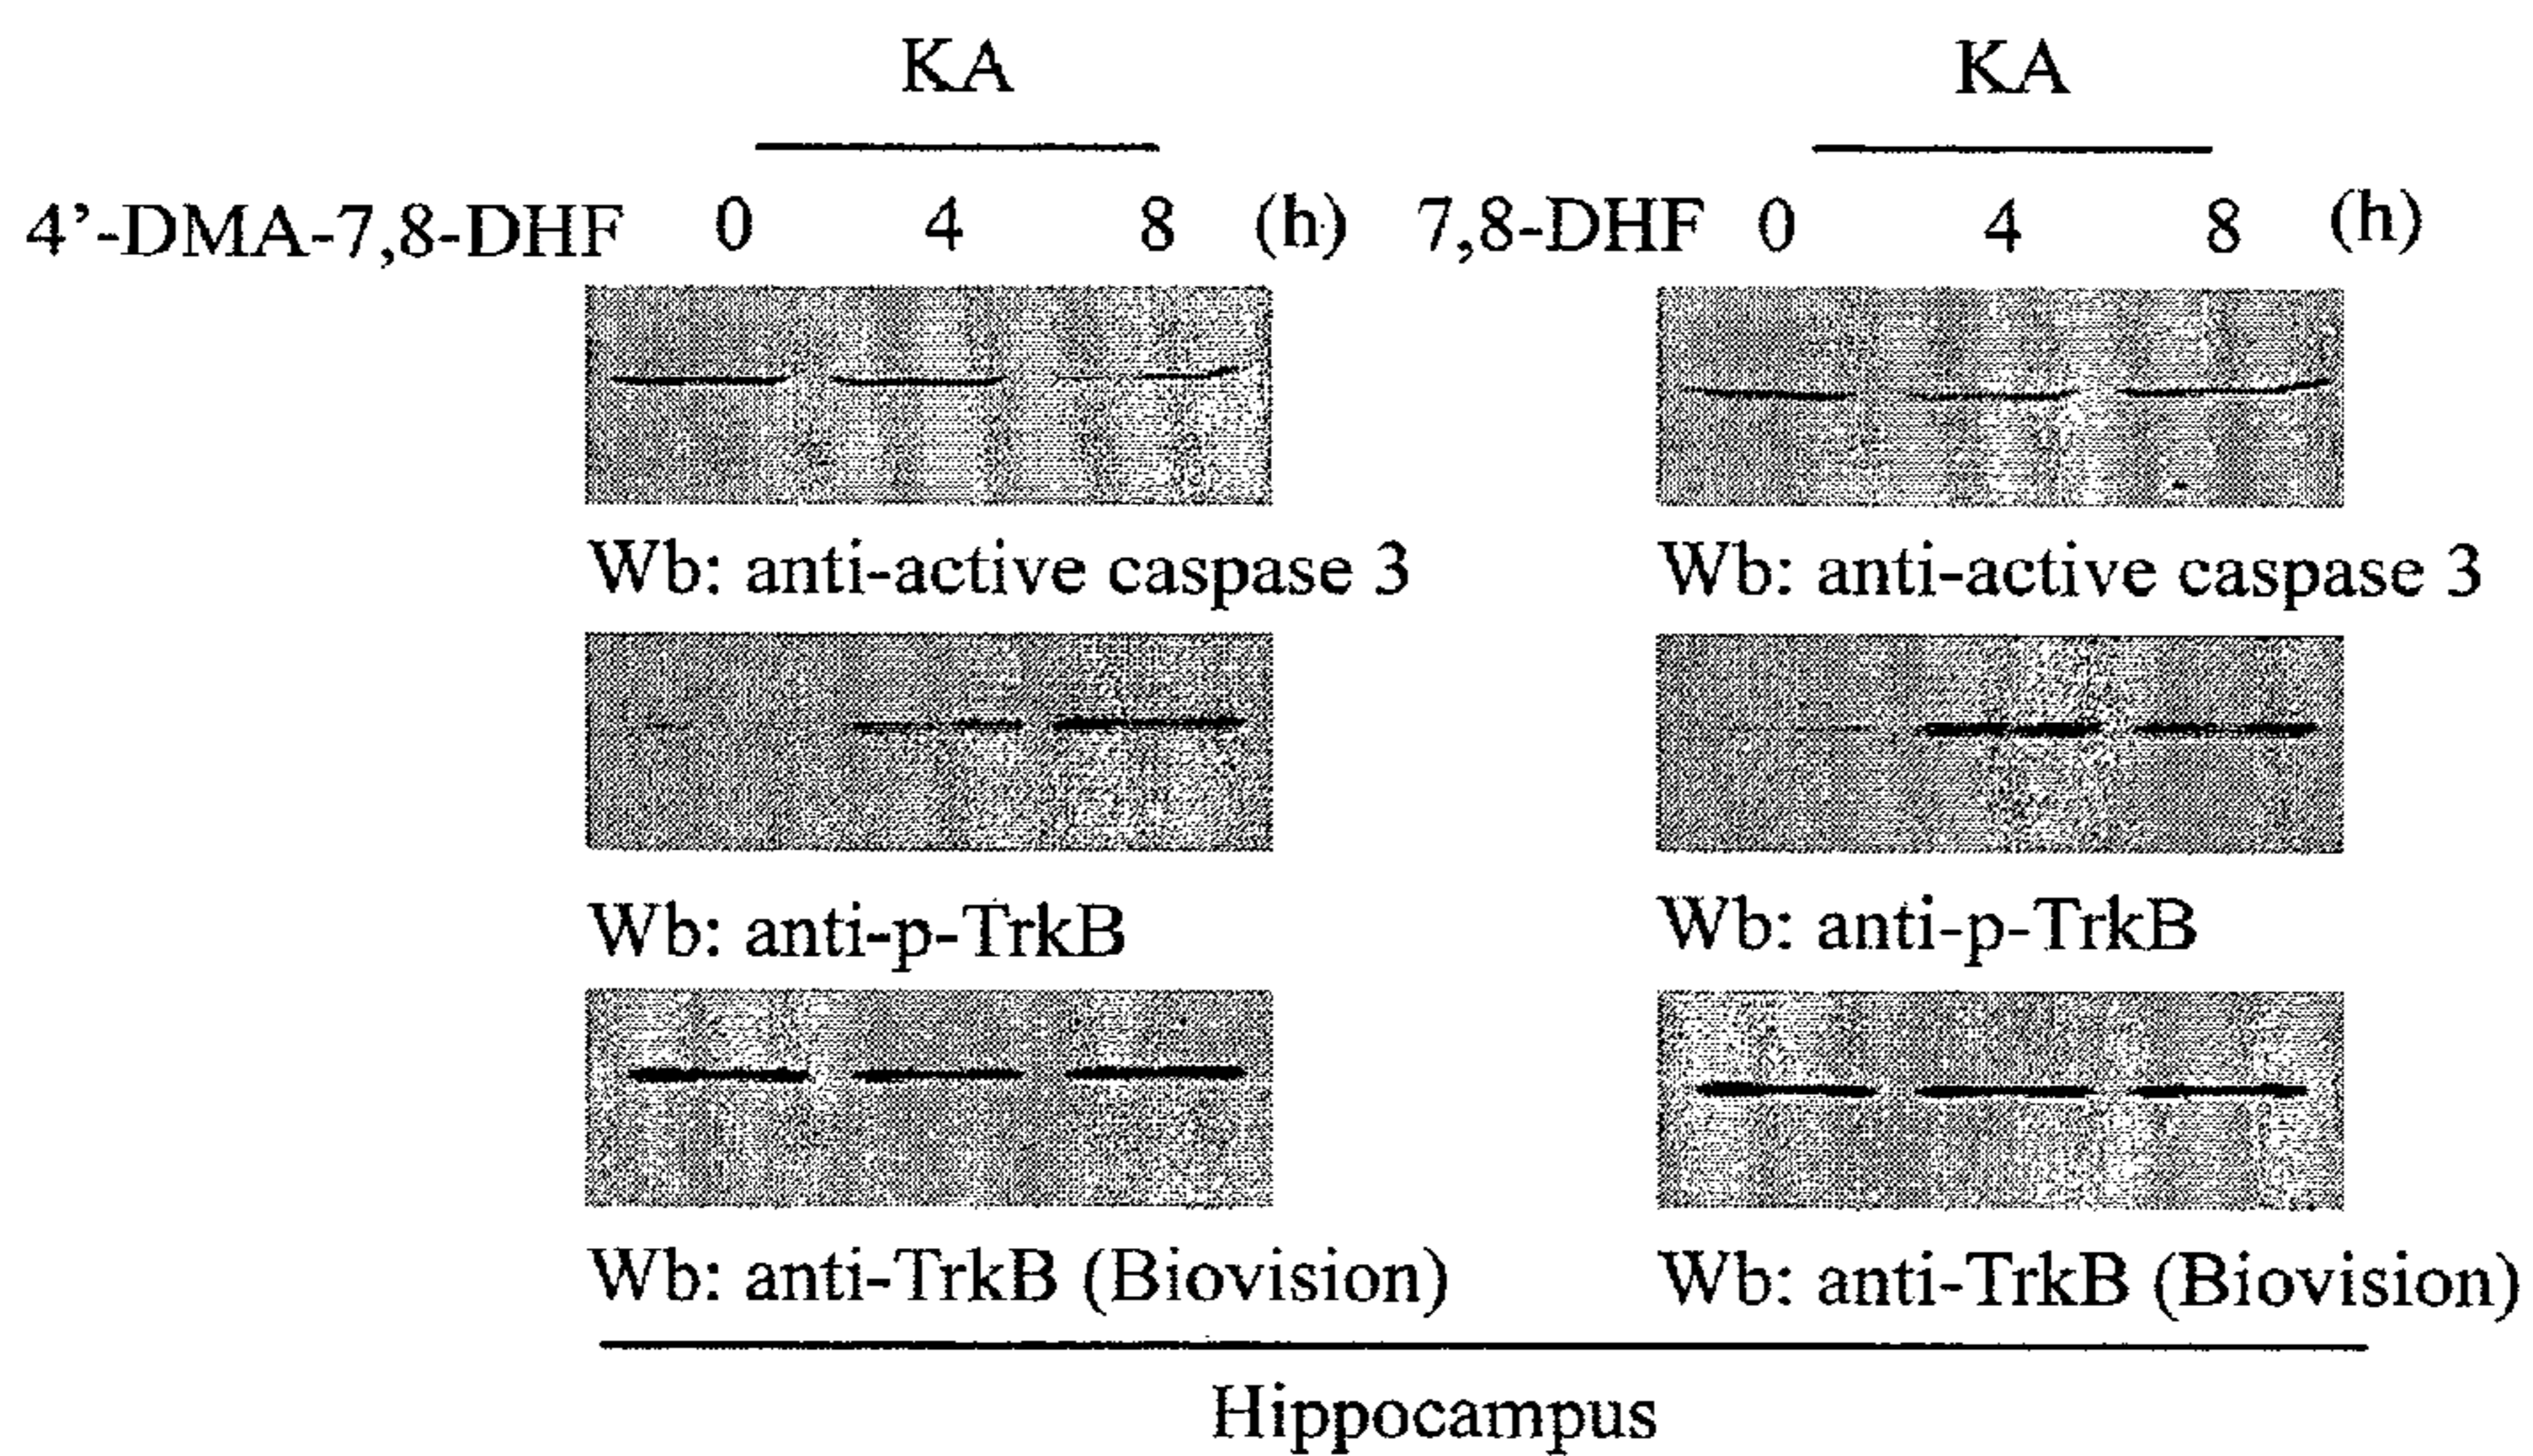 KA KA
4’-DMA-7,8-DHF 0 4 8 (h) 7,8-DHF 0 4 8 (h)
Wb: anti-active caspase 3 Wb: anti-active caspase 3
Wb: anti-p-TrkB Wb: anti-p-TrkB
Wb: anti-TrkB (Biovision) Wb: anti-TrkB (Biovision)
Hippocampus